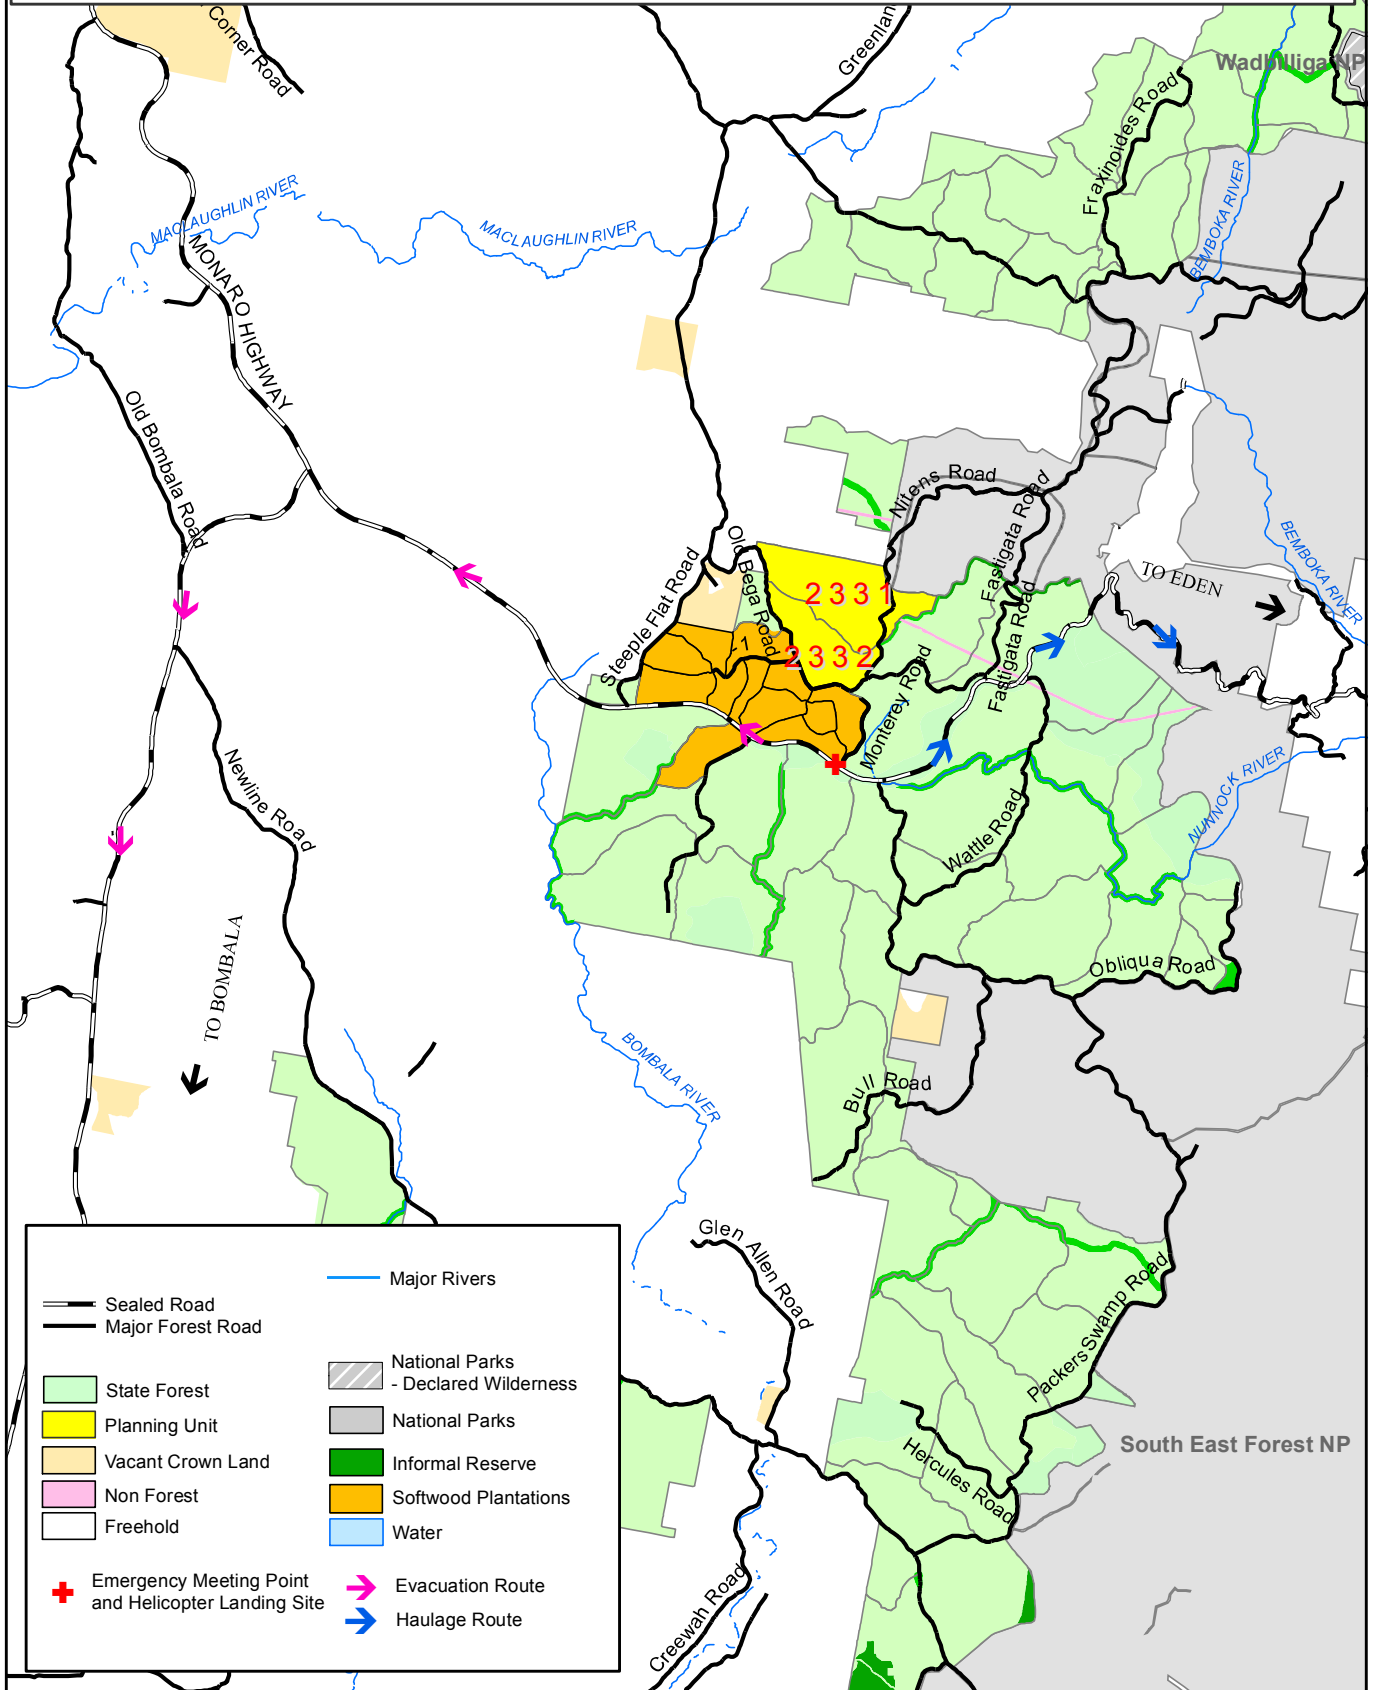 Corner Road
Greenlan
Wadbilliga NP
Fraxinoides Road
MACLAUGHLIN RIVER
MACLAUGHLIN RIVER
BEMBOKA RIVER
MONARO HIGHWAY
Old Bombala Road
Nitens Road
Fastigata Road
BEMBOKA RIVER
TO EDEN
Old Bega Road
Steeple Flat Road
2331
Fastigata Road
1
2332
Monterey Road
Newline Road
Wattle Road
NUNNOCK RIVER
TO BOMBALA
Obliqua Road
BOMBALA RIVER
Bull Road
Glen Allen Road
Packers Swamp Road
South East Forest NP
Hercules Road
Creewah Road
Major Rivers
Sealed Road
Major Forest Road
National Parks
- Declared Wilderness
State Forest
National Parks
Planning Unit
Vacant Crown Land
Informal Reserve
Non Forest
Softwood Plantations
Freehold
Water
Emergency Meeting Point
and Helicopter Landing Site
Evacuation Route
Haulage Route